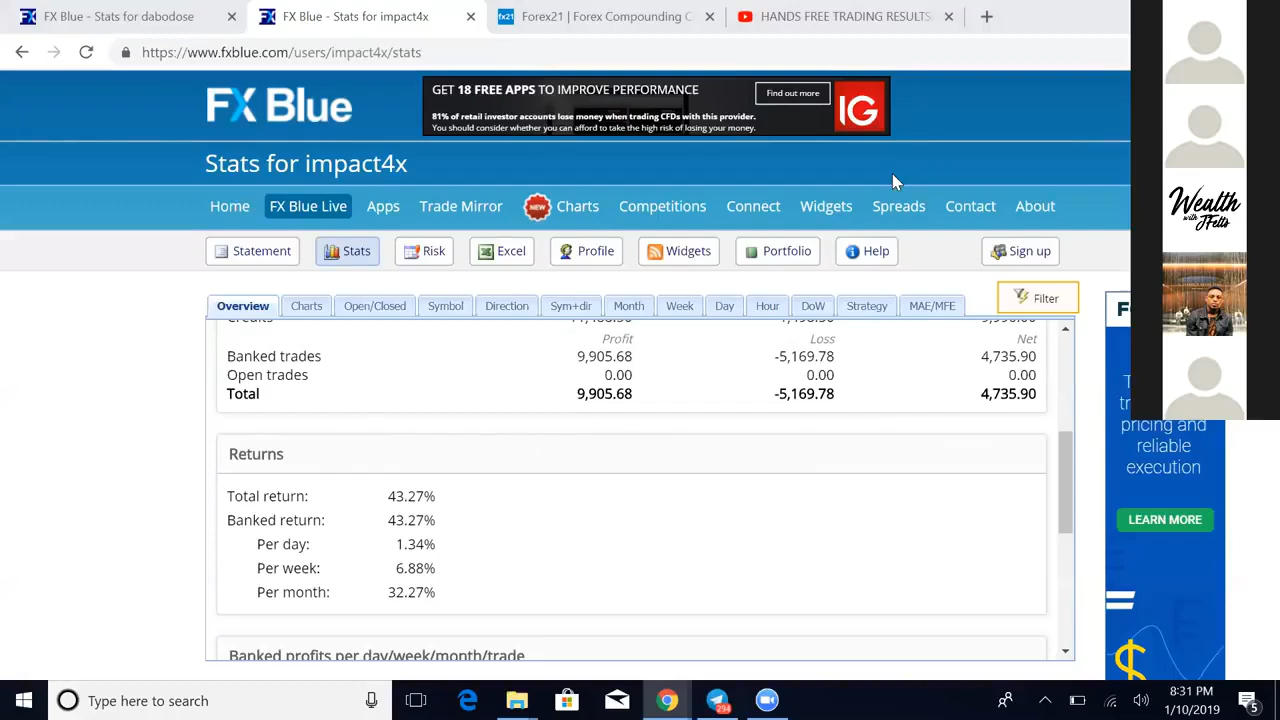 FX Blue - Stats for dabodose
FX Blue - Stats for impact4x
fx21 Forex21 | Forex Compounding C
HANDS FREE TRADING RESULTS
https://www.fxblue.com/users/impact4x/stats
FX Blue
GET 18 FREE APPS TO IMPROVE PERFORMANCE
81% of retail investor accounts lose money when trading CFDs with this provider.
You should consider whether you can afford to take the high risk of losing your money.
Find out more
IG
Wealth
with JFelts
Stats for impact4x
Home FX Blue Live Apps Trade Mirror NEW Charts Competitions Connect Widgets Spreads Contact About
Statement Stats Risk Excel Profile Widgets Portfolio Help Sign up
Overview Charts Open/Closed Symbol Direction Sym+dir Month Week Day Hour DoW Strategy MAE/MFE Filter
Profit Loss Net
Banked trades 9,905.68 -5,169.78 4,735.90
Open trades 0.00 0.00 0.00
Total 9,905.68 -5,169.78 4,735.90
Returns
Total return: 43.27%
Banked return: 43.27%
Per day: 1.34%
Per week: 6.88%
Per month: 32.27%
Banked profits per day/week/month/trade
pricing and
reliable
execution
LEARN MORE
$
Type here to search
294
8:31 PM
1/10/2019
5